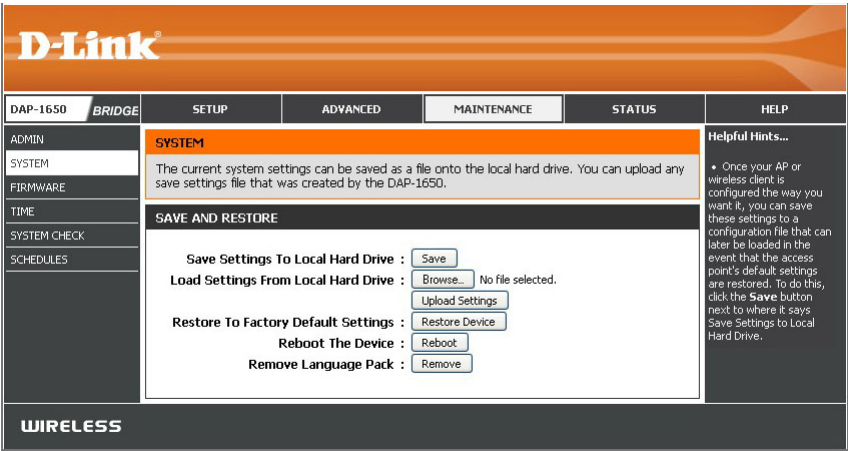 D-Link®
DAP-1650 BRIDGE SETUP ADVANCED MAINTENANCE STATUS HELP
ADMIN
SYSTEM
FIRMWARE
TIME
SYSTEM CHECK
SCHEDULES
SYSTEM
The current system settings can be saved as a file onto the local hard drive. You can upload any
save settings file that was created by the DAP-1650.
SAVE AND RESTORE
Save Settings To Local Hard Drive : Save
Load Settings From Local Hard Drive : Browse... No file selected.
Upload Settings
Restore To Factory Default Settings : Restore Device
Reboot The Device : Reboot
Remove Language Pack : Remove
Helpful Hints...
• Once your AP or
wireless client is
configured the way you
want it, you can save
these settings to a
configuration file that can
later be loaded in the
event that the access
point's default settings
are restored. To do this,
click the Save button
next to where it says
Save Settings to Local
Hard Drive.
WIRELESS